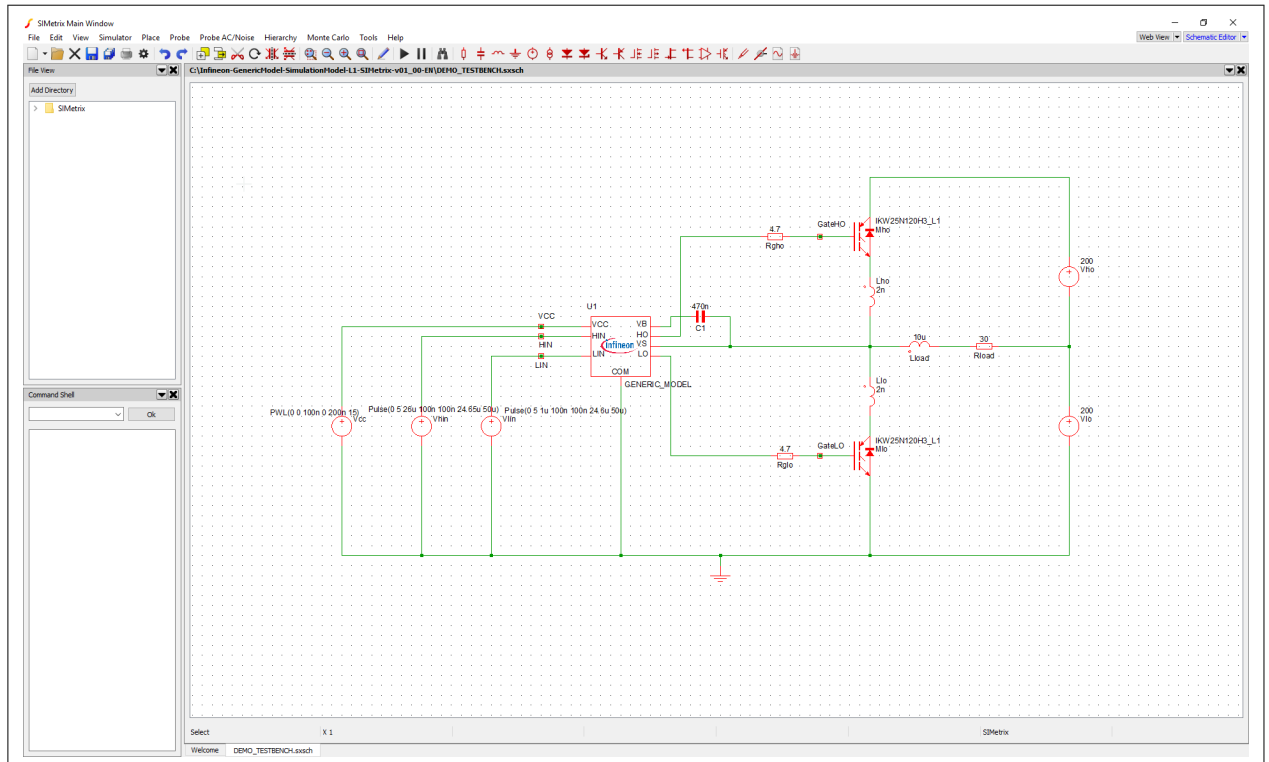 SIMetrix Main Window
File Edit View Simulator Place Probe Probe AC/Noise Hierarchy Monte Carlo Tools Help
Web View Schematic Editor
File View
C:\Infineon-GenericModel-SimulationModel-L1-SIMetrix-v01_00-EN\DEMO_TESTBENCH.sxsch
Add Directory
SIMetrix
IKW25N120H3_L1
GateHO
Mho
4.7
Rgho
200
Vho
Lho
2n
U1
470n
C1
VCC
VCC
VB
HIN
HO
HIN
infineon
VS
LIN
LO
LIN
COM
GENERIC_MODEL
10u
Lload
30
Rload
Llo
2n
Command Shell
Ok
PWL(0 0 100n 0 200n 15)
Vcc
Pulse(0 5 26u 100n 100n 24.65u 50u)
Vhin
Pulse(0 5 1u 100n 100n 24.6u 50u)
Vlin
200
Vlo
IKW25N120H3_L1
GateLO
Mlo
4.7
Rglo
Select X 1 SIMetrix
Welcome DEMO_TESTBENCH.sxsch